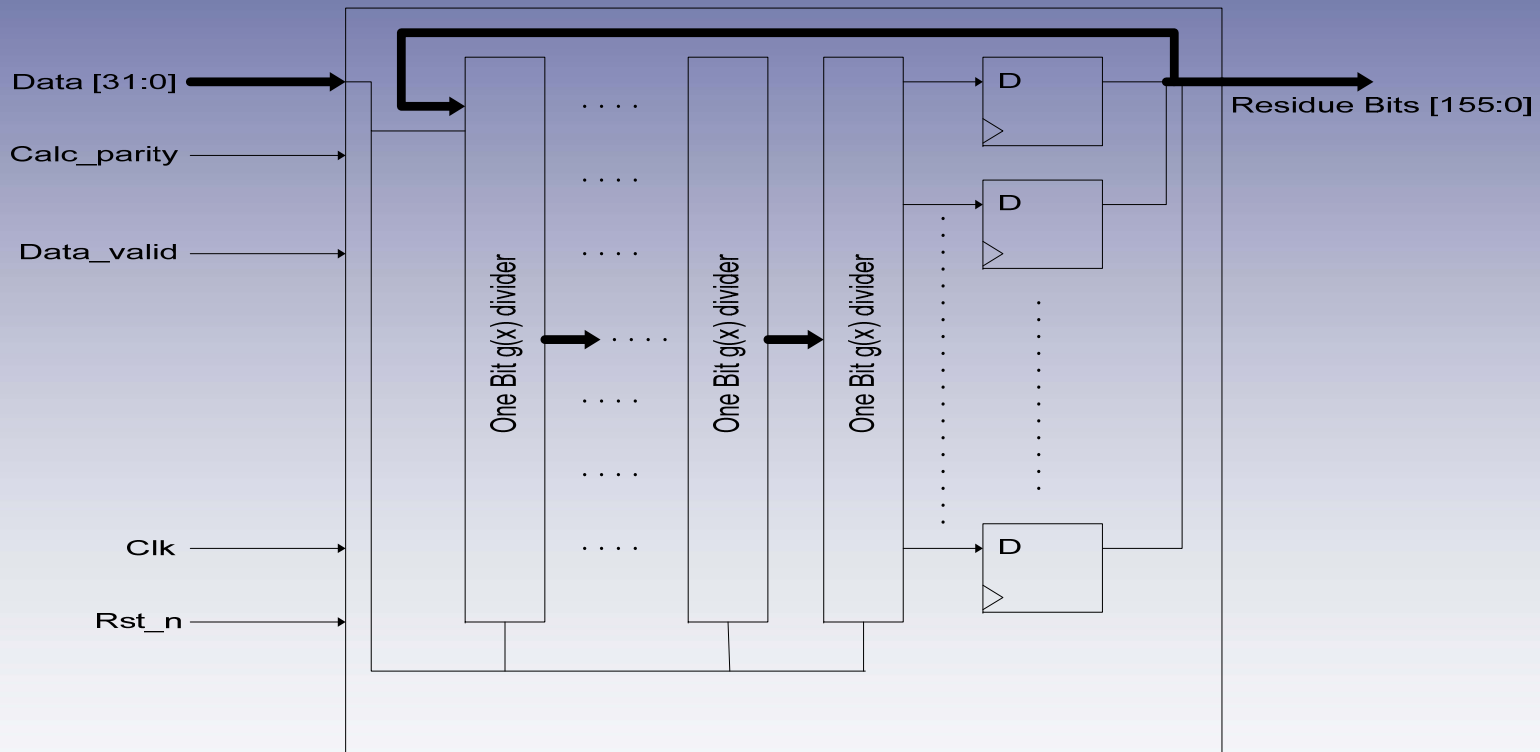 Data [31:0]
Calc_parity
Data_valid
Clk
Rst_n
One Bit g(x) divider
One Bit g(x) divider
One Bit g(x) divider
D
D
D
Residue Bits [155:0]